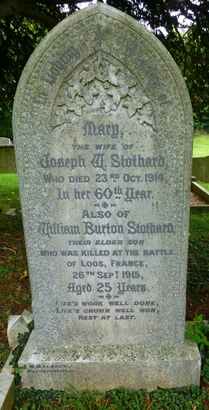 In Loving
Mary,
THE WIFE OF
Joseph W. Stothard,
WHO DIED 23RD OCT. 1914,
In her 60th Year.
ALSO OF
William Burton Stothard,
THEIR ELDER SON
WHO WAS KILLED AT THE BATTLE
OF LOOS, FRANCE,
26TH SEPT 1915,
Aged 25 Years.
LIFE'S WORK WELL DONE,
LIFE'S CROWN WELL WON,
REST AT LAST.